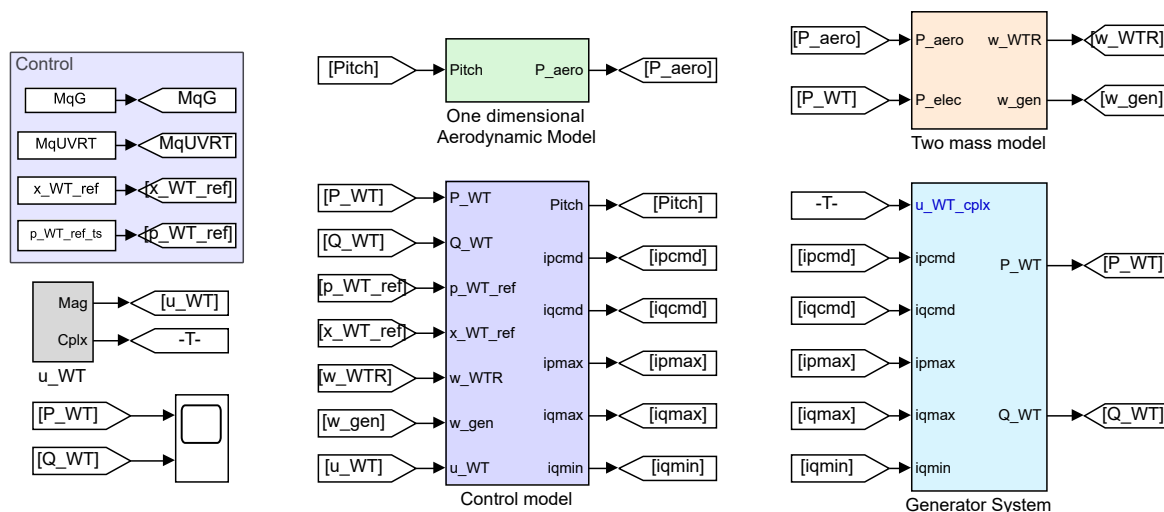 Control
MqG
MqG
MqUVRT
MqUVRT
x_WT_ref
[x_WT_ref]
p_WT_ref_ts
[p_WT_ref]
Mag
[u_WT]
Cplx
-T-
u_WT
[P_WT]
[Q_WT]
[Pitch]
Pitch
P_aero
[P_aero]
One dimensional
Aerodynamic Model
[P_WT]
P_WT
Pitch
[Pitch]
[Q_WT]
Q_WT
ipcmd
[ipcmd]
[p_WT_ref]
p_WT_ref
iqcmd
[iqcmd]
[x_WT_ref]
x_WT_ref
ipmax
[ipmax]
[w_WTR]
w_WTR
iqmax
[iqmax]
[w_gen]
w_gen
[u_WT]
u_WT
iqmin
[iqmin]
Control model
[P_aero]
P_aero
w_WTR
[w_WTR]
[P_WT]
P_elec
w_gen
[w_gen]
Two mass model
-T-
u_WT_cplx
[ipcmd]
ipcmd
P_WT
[P_WT]
[iqcmd]
iqcmd
[ipmax]
ipmax
[iqmax]
iqmax
Q_WT
[Q_WT]
[iqmin]
iqmin
Generator System